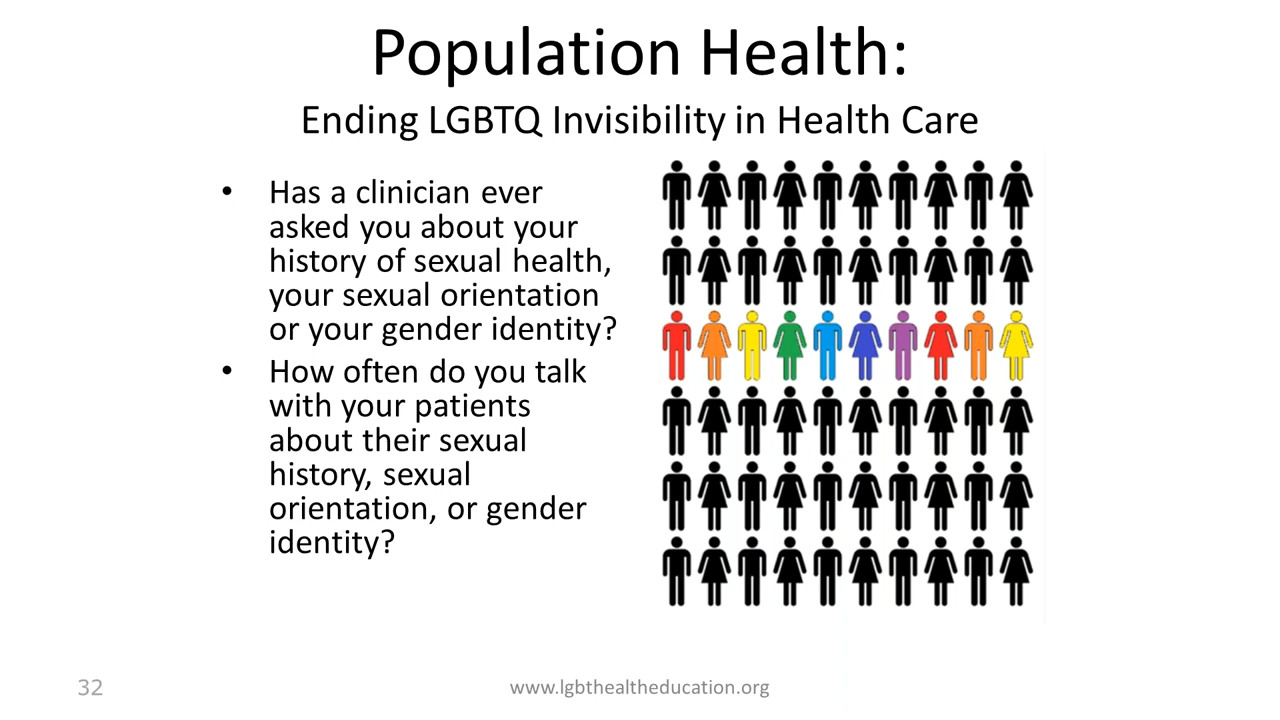 Population Health:
Ending LGBTQ Invisibility in Health Care
• Has a clinician ever
asked you about your
history of sexual health,
your sexual orientation
or your gender identity?
• How often do you talk
with your patients
about their sexual
history, sexual
orientation, or gender
identity?
32
www.lgbthealtheducation.org